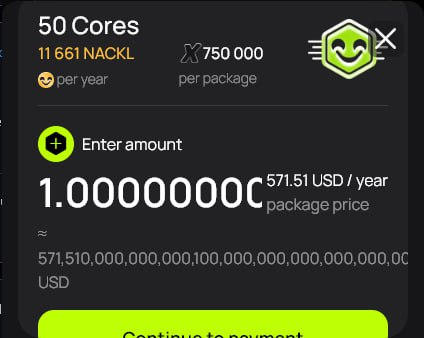 50 Cores
11 661 NACKL
750 000
per year
per package
Enter amount
1.0000000
571.51 USD / year
package price
≈
571,510,000,000,000,100,000,000,000,000,000,00
USD
Continue to payment